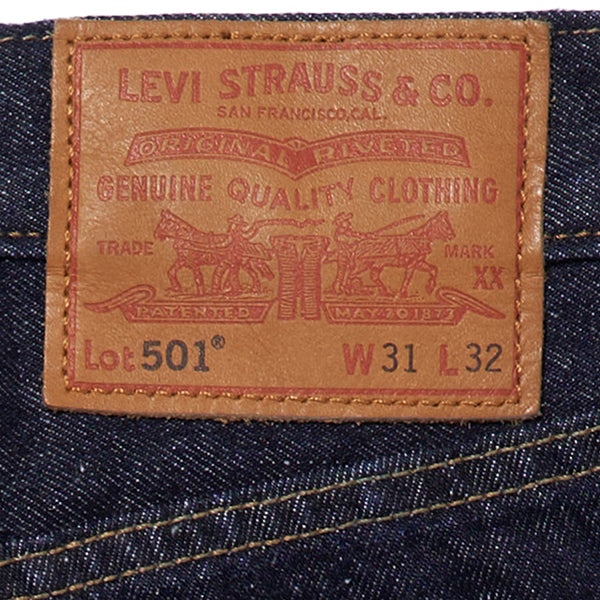 LEVI STRAUSS & CO.
SAN FRANCISCO, CAL.
ORIGINAL RIVETED
GENUINE QUALITY CLOTHING
TRADE MARK
XX
PATENTED MAY 20 1873
Lot 501® W 31 L 32